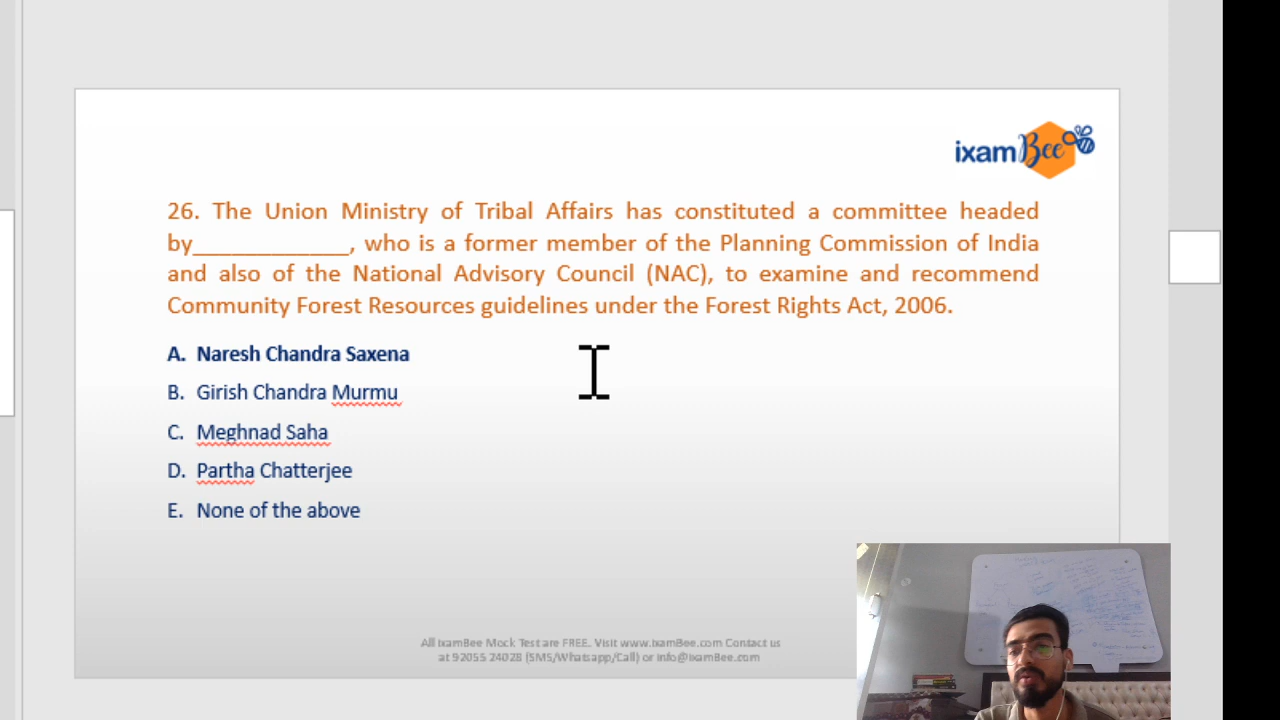 ixamBee
26. The Union Ministry of Tribal Affairs has constituted a committee headed
by____________, who is a former member of the Planning Commission of India
and also of the National Advisory Council (NAC), to examine and recommend
Community Forest Resources guidelines under the Forest Rights Act, 2006.
A. Naresh Chandra Saxena
B. Girish Chandra Murmu
C. Meghnad Saha
D. Partha Chatterjee
E. None of the above
All ixamBee Mock Test are FREE. Visit www.ixamBee.com Contact us
at 92055 24028 (SMS/Whatsapp/Call) or info@ixamBee.com